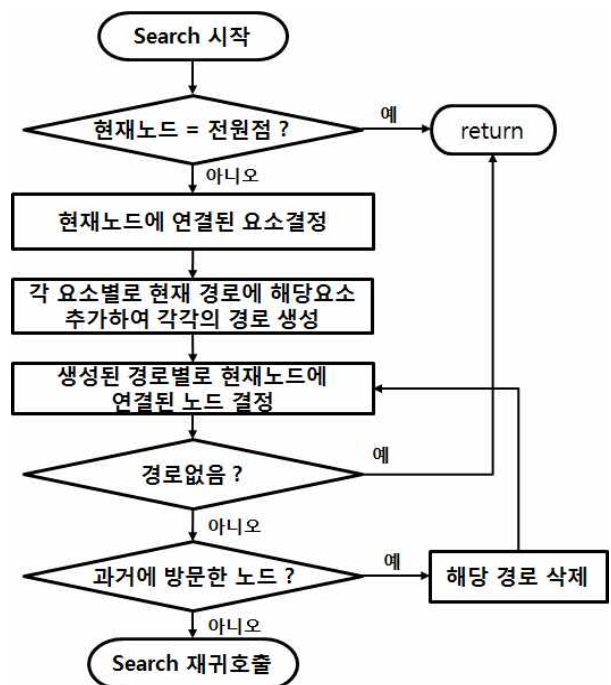 Search 시작
현재노드 = 전원점 ?
예
return
아니오
현재노드에 연결된 요소결정
각 요소별로 현재 경로에 해당요소
추가하여 각각의 경로 생성
생성된 경로별로 현재노드에
연결된 노드 결정
경로없음 ?
예
아니오
과거에 방문한 노드 ?
예
해당 경로 삭제
아니오
Search 재귀호출